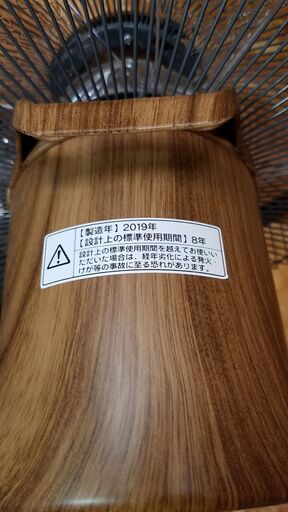 【製造年】2019年
【設計上の標準使用期間】8年
設計上の標準使用期間を越えてお使いい
ただいた場合は、経年劣化による発火・
けが等の事故に至る恐れがあります。